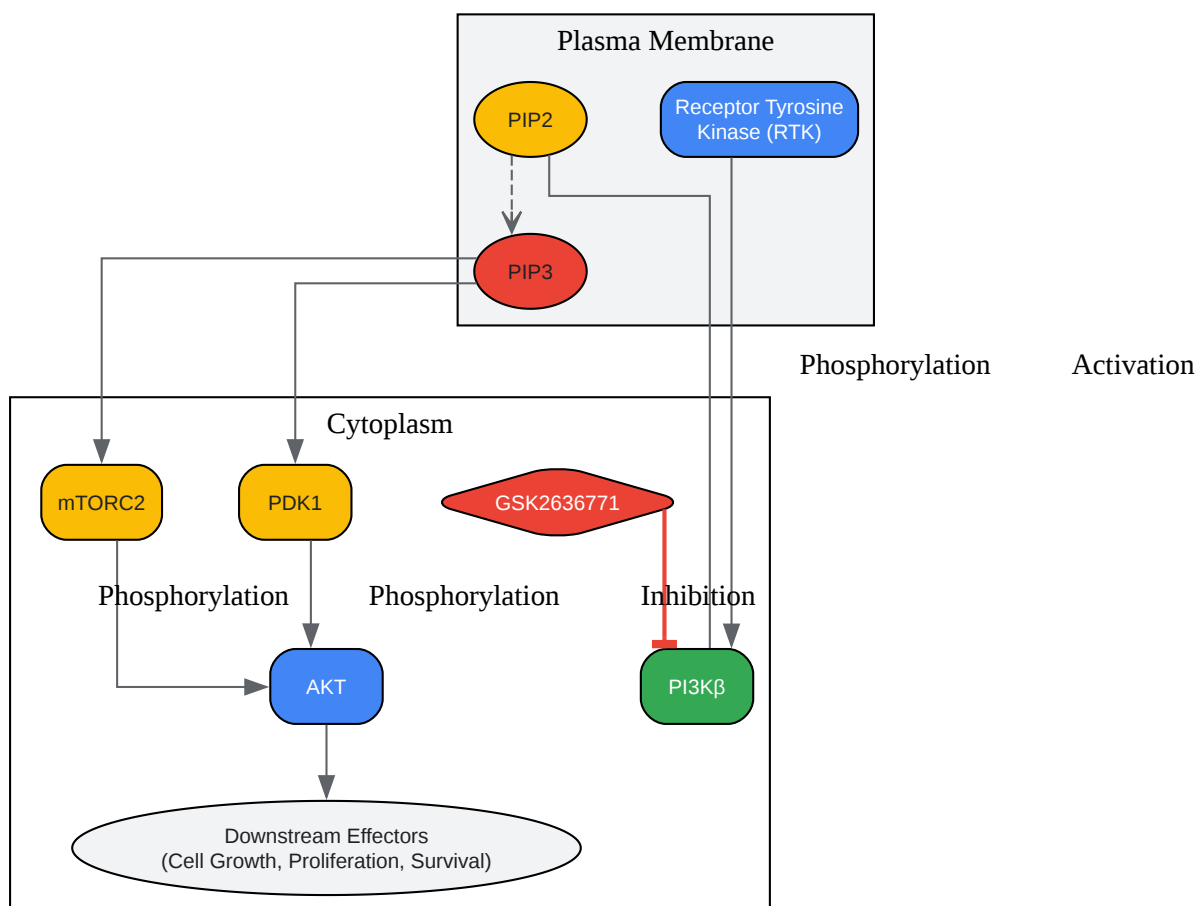 Plasma Membrane
PIP2
Receptor Tyrosine
Kinase (RTK)
PIP3
Phosphorylation
Activation
Cytoplasm
mTORC2
PDK1
GSK2636771
Phosphorylation
Phosphorylation
Inhibition
AKT
PI3Kβ
Downstream Effectors
(Cell Growth, Proliferation, Survival)